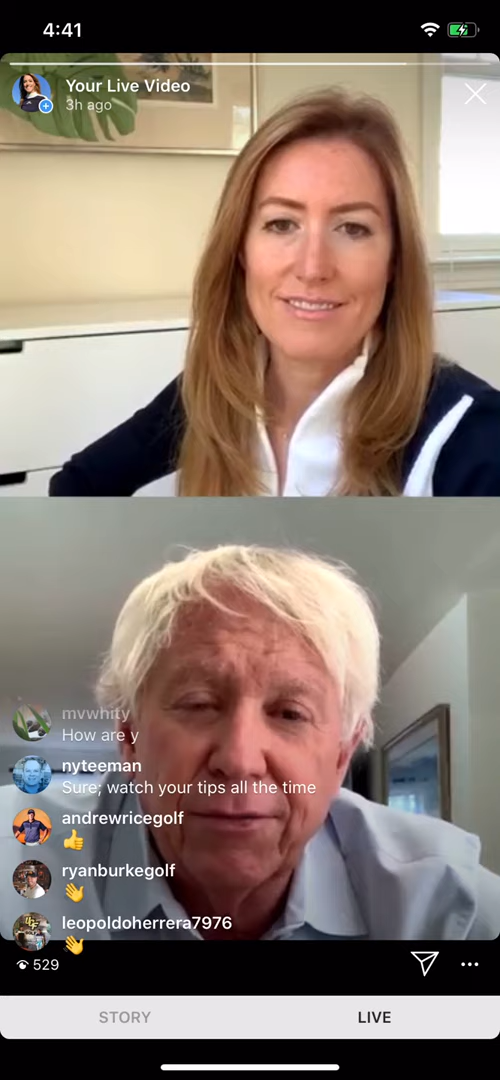 4:41
Your Live Video
3h ago
mvwhity
How are y
nyteeman
Sure; watch your tips all the time
andrewricegolf
👍
ryanburkegolf
👋
leopoldoherrera7976
👋
529
STORY
LIVE